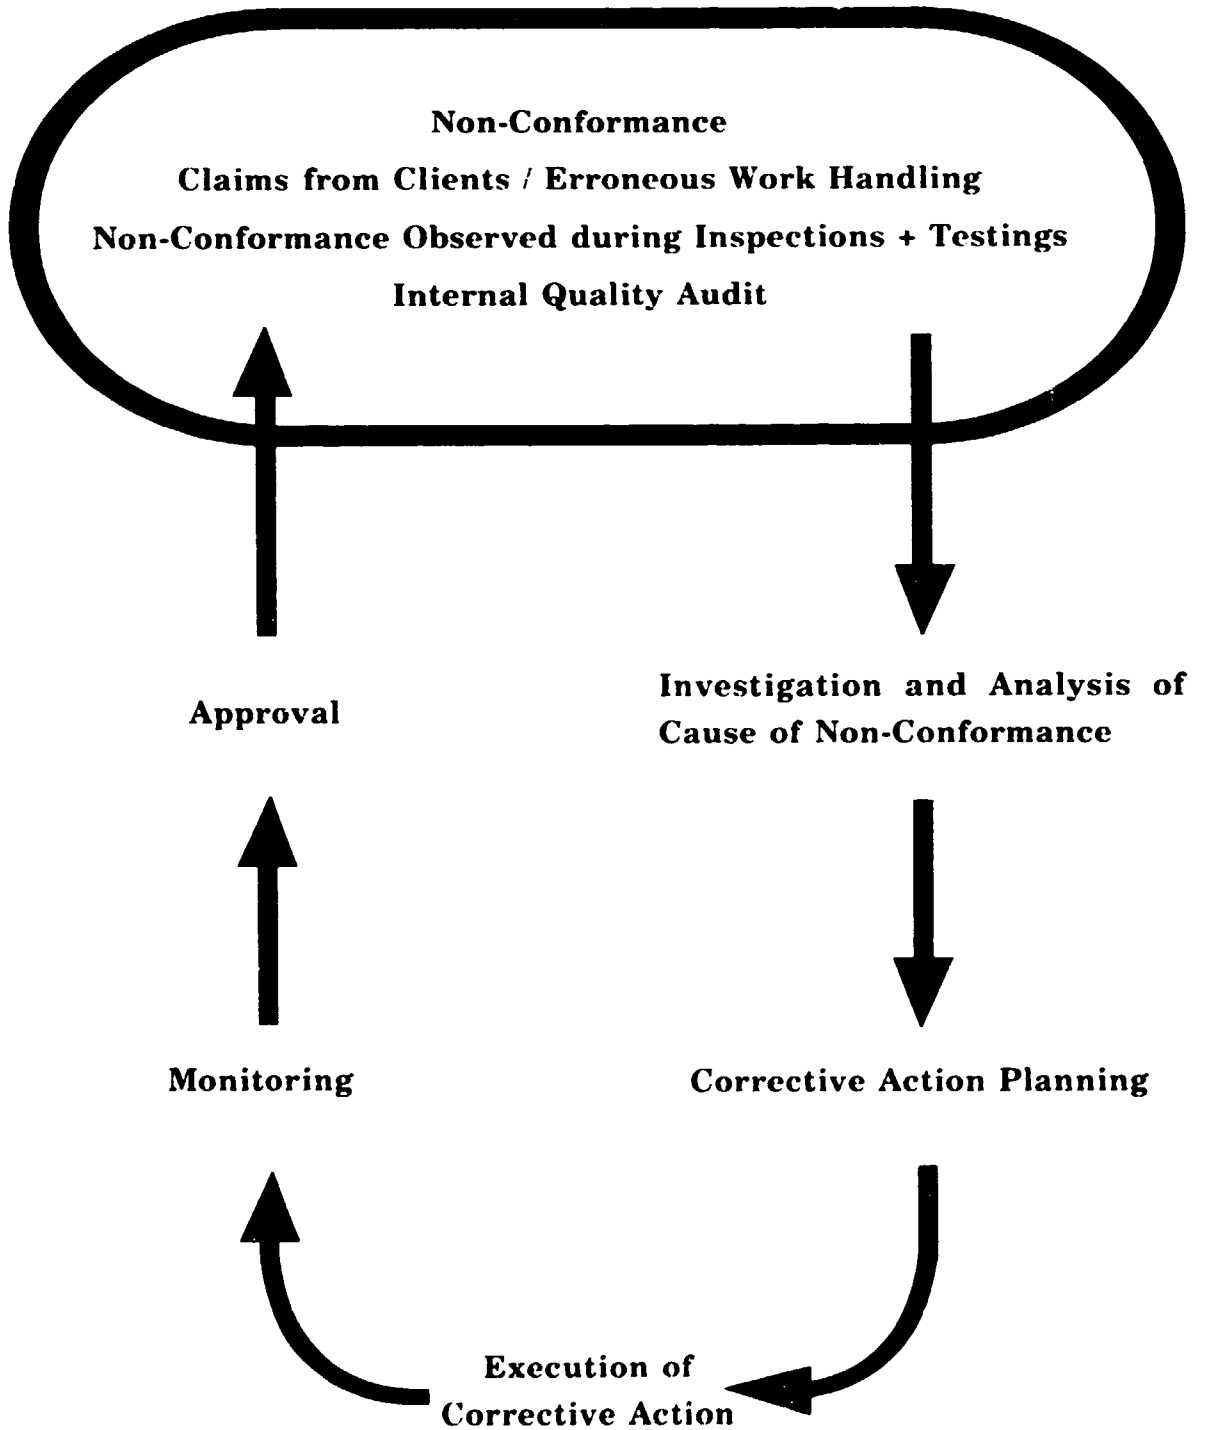 Non-Conformance
Claims from Clients / Erroneous Work Handling
Non-Conformance Observed during Inspections + Testings
Internal Quality Audit
Approval
Investigation and Analysis of
Cause of Non-Conformance
Monitoring
Corrective Action Planning
Execution of
Corrective Action